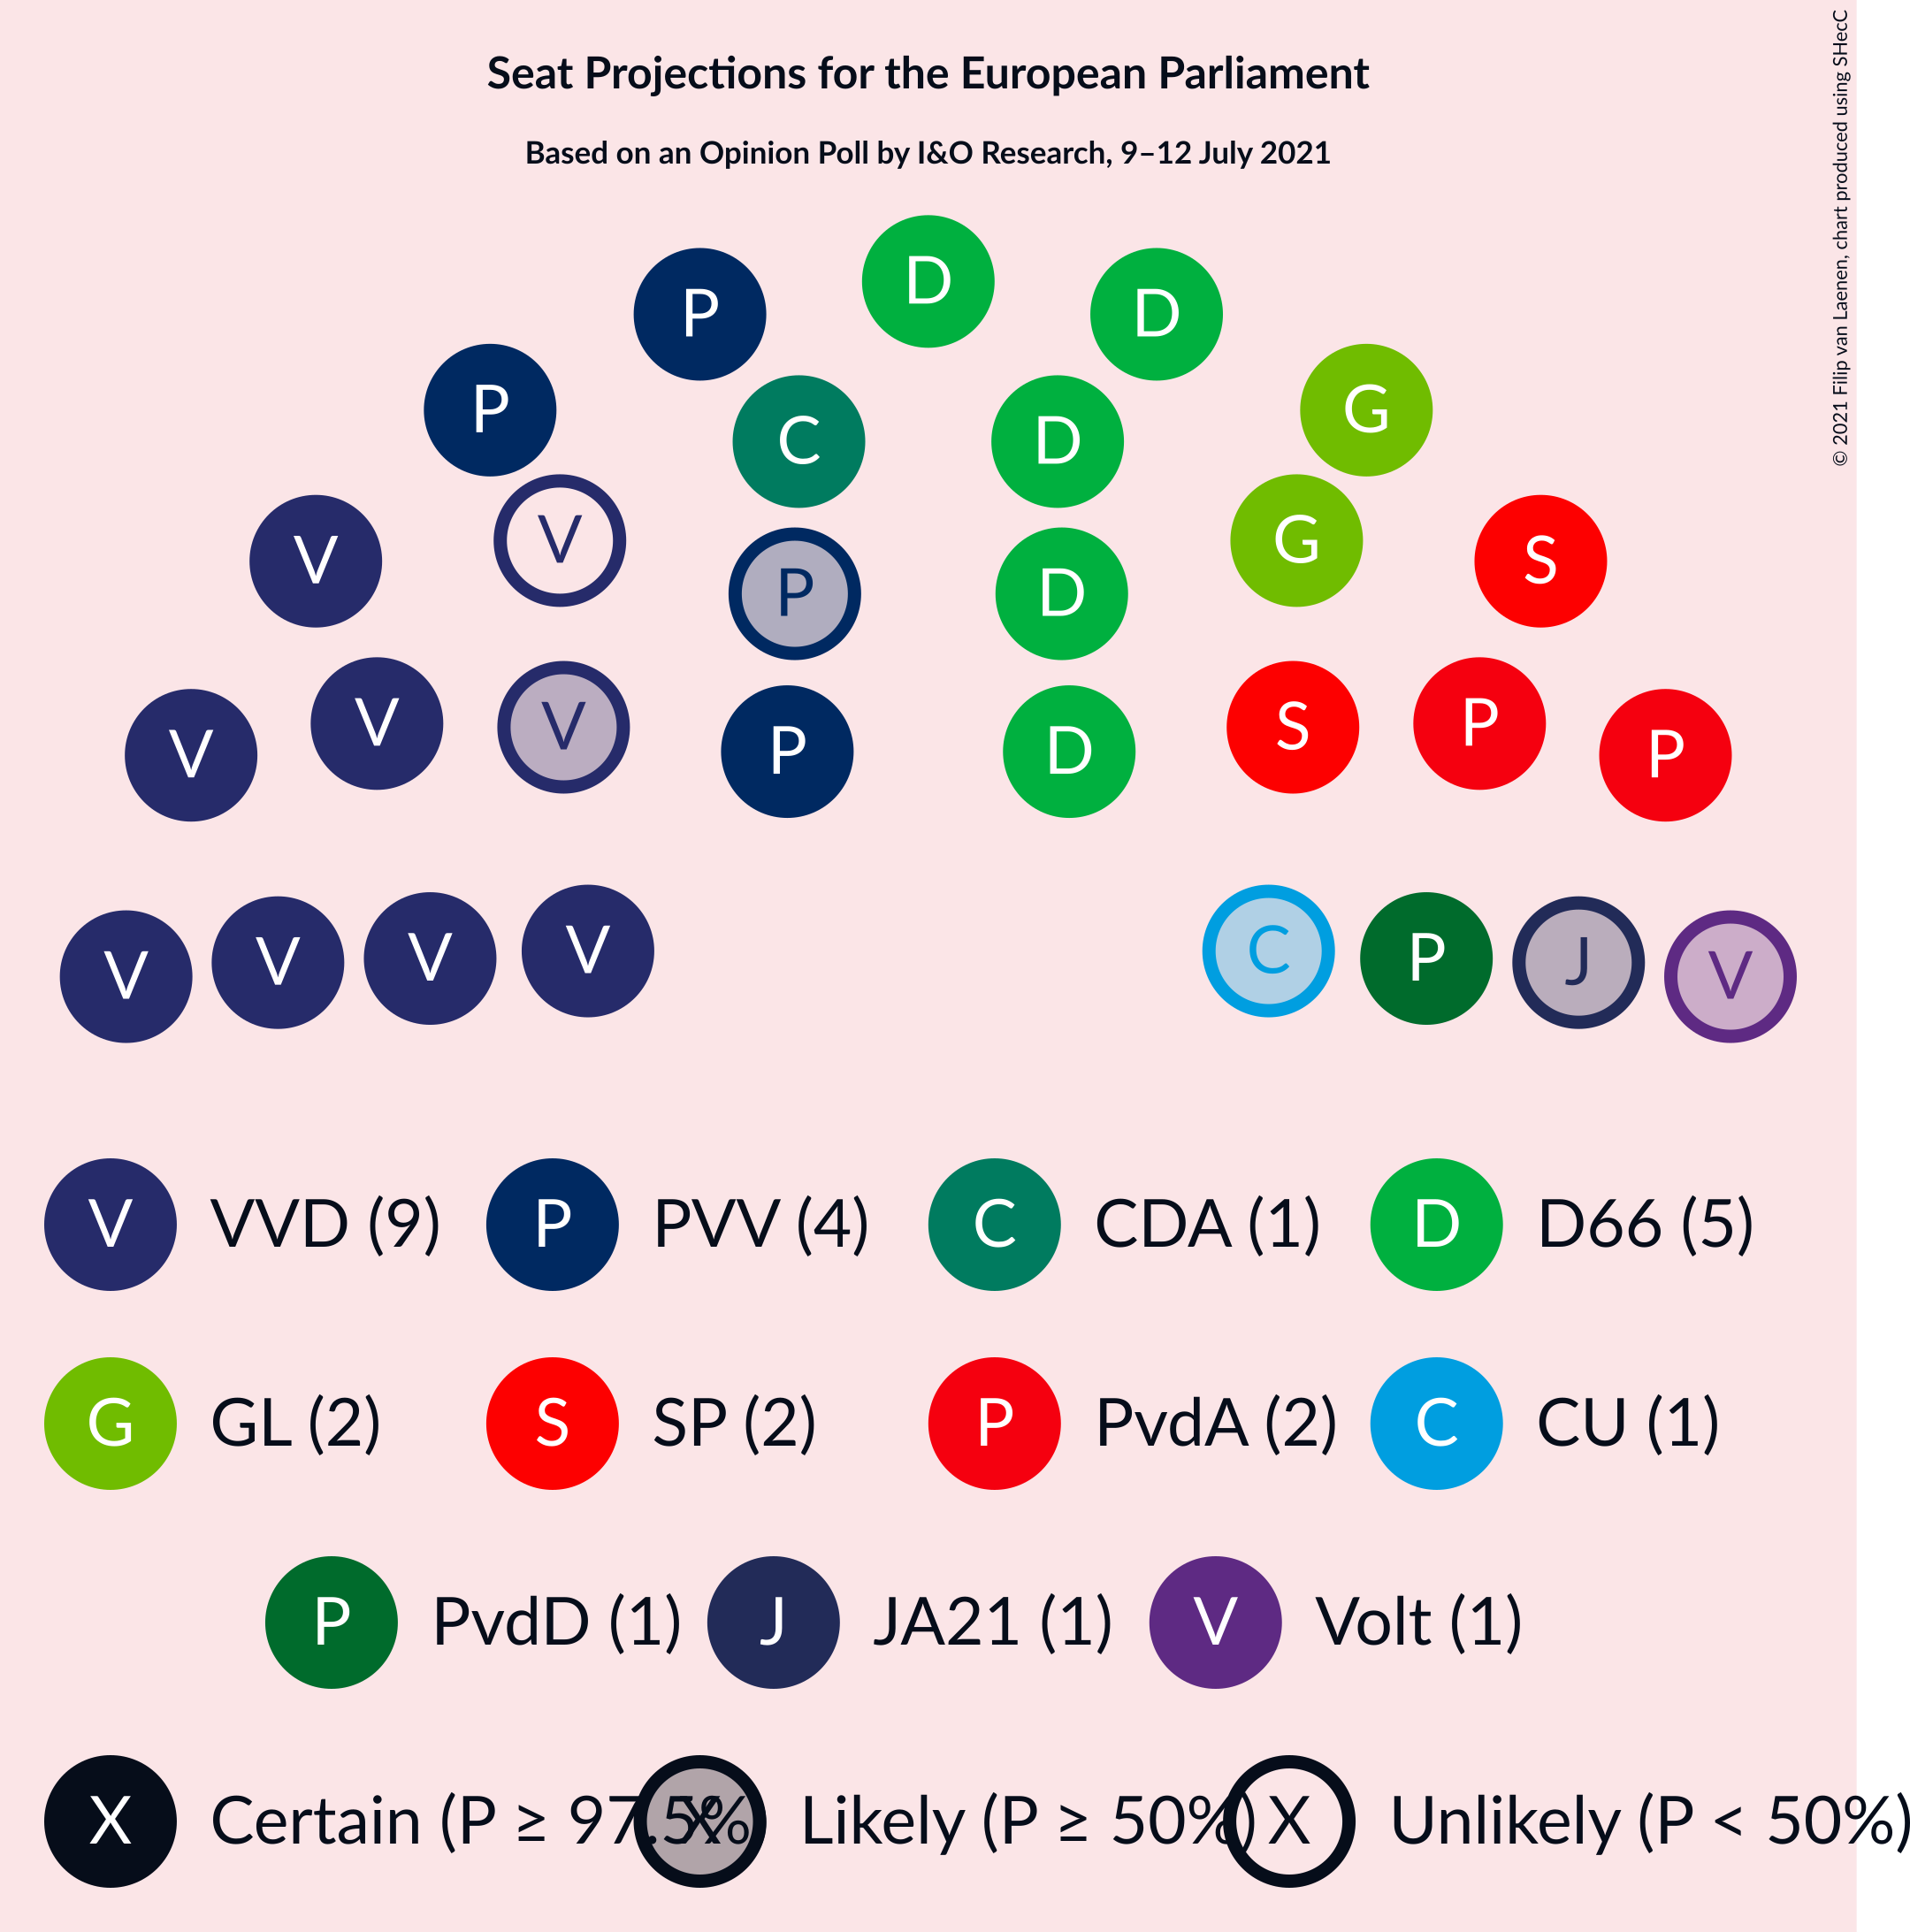 Seat Projections for the European Parliament
Based on an Opinion Poll by I&O Research, 9–12 July 2021
© 2021 Filip van Laenen, chart produced using SHecC
D
P D
P G
C D
V V G S
P D
V V V P D S P P
V V V V C P J V
V VVD (9) P PVV (4) C CDA (1) D D66 (5)
G GL (2) S SP (2) P PvdA (2) C CU (1)
P PvdD (1) J JA21 (1) V Volt (1)
X Certain (P ≥ 97.5%) X Likely (P ≥ 50%) X Unlikely (P < 50%)